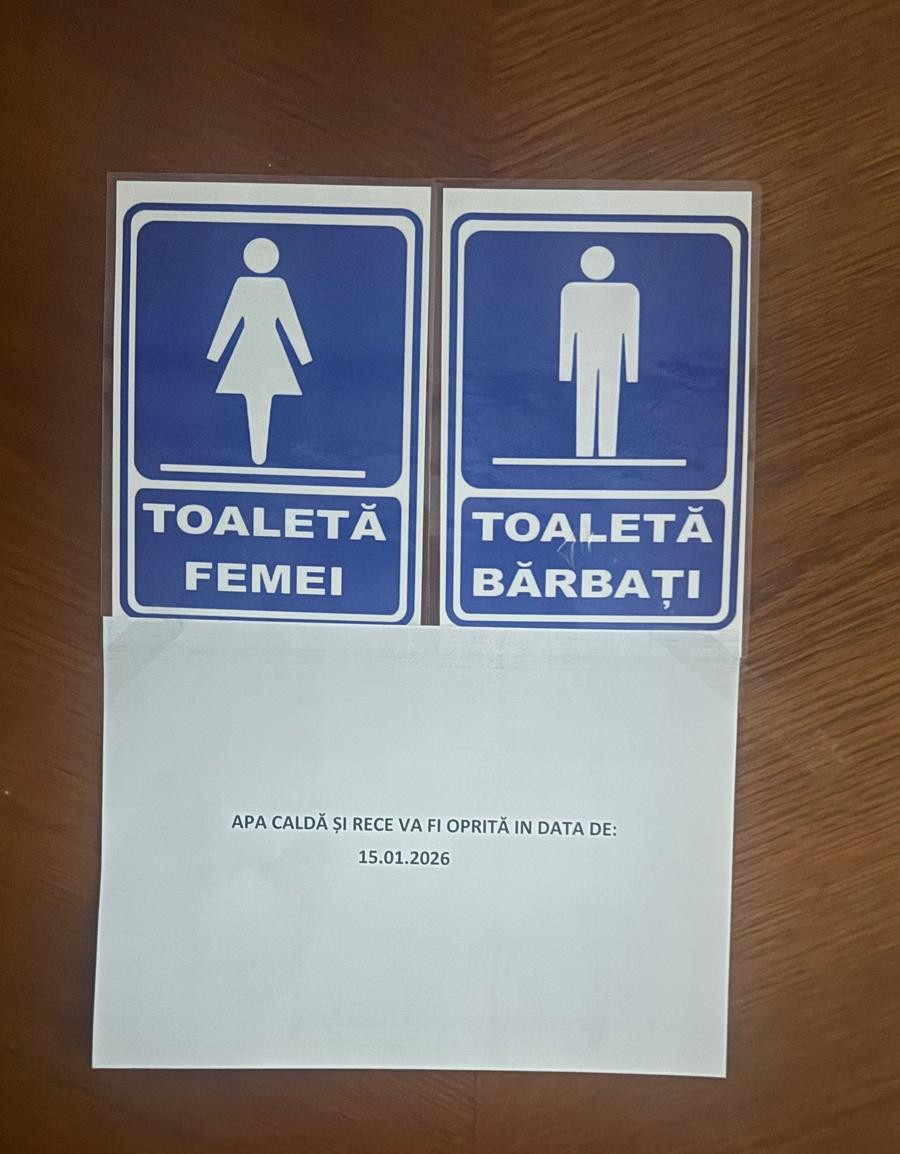 TOALETĂ
FEMEI
TOALETĂ
BĂRBAȚI
APA CALDĂ ȘI RECE VA FI OPRITĂ IN DATA DE:
15.01.2026